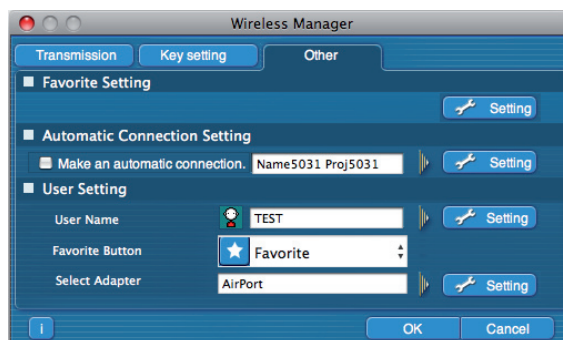 Wireless Manager
Transmission Key setting Other
Favorite Setting
Setting
Automatic Connection Setting
Make an automatic connection. Name5031 Proj5031 Setting
User Setting
User Name TEST Setting
Favorite Button Favorite
Select Adapter AirPort Setting
i OK Cancel